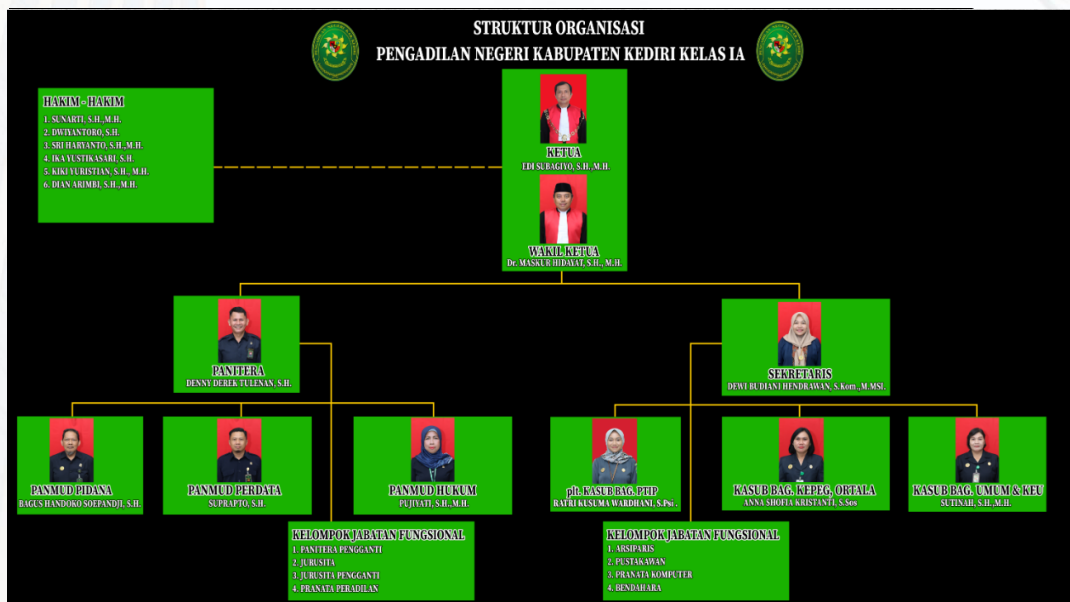 STRUKTUR ORGANISASI
PENGADILAN NEGERI KABUPATEN KEDIRI KELAS IA
HAKIM - HAKIM
1. SUNARTI, S.H.,M.H.
2. DWIYANTORO, S.H.
3. SRI HARYANTO, S.H.,M.H.
4. IKA YUSTIKASARI, S.H.
5. KIKI YURISTIAN, S.H., M.H.
6. DIAN ARIMBI, S.H.,M.H.
KETUA
EDI SUBAGIYO, S.H.,M.H.
WAKIL KETUA
Dr. MASKUR HIDAYAT, S.H., M.H.
PANITERA
DENNY DEREK TULENAN, S.H.
SEKRETARIS
DEWI BUDIANI HENDRAWAN, S.Kom.,M.MSI.
PANMUD PIDANA
BAGUS HANDOKO SOEPANDJI, S.H.
PANMUD PERDATA
SUPRAPTO, S.H.
PANMUD HUKUM
PUJIYATI, S.H.,M.H.
plt. KASUB BAG. PTIP
RATRI KUSUMA WARDHANI, S.Psi .
KASUB BAG. KEPEG, ORTALA
ANNA SHOFFA KRISTANTI, S.Sos
KASUB BAG. UMUM & KEU
SUTINAH, S.H.,M.H.
KELOMPOK JABATAN FUNGSIONAL
1. PANITERA PENGGANTI
2. JURUSITA
3. JURUSITA PENGGANTI
4. PRANATA PERADILAN
KELOMPOK JABATAN FUNGSIONAL
1. ARSIPARIS
2. PUSTAKAWAN
3. PRANATA KOMPUTER
4. BENDAHARA